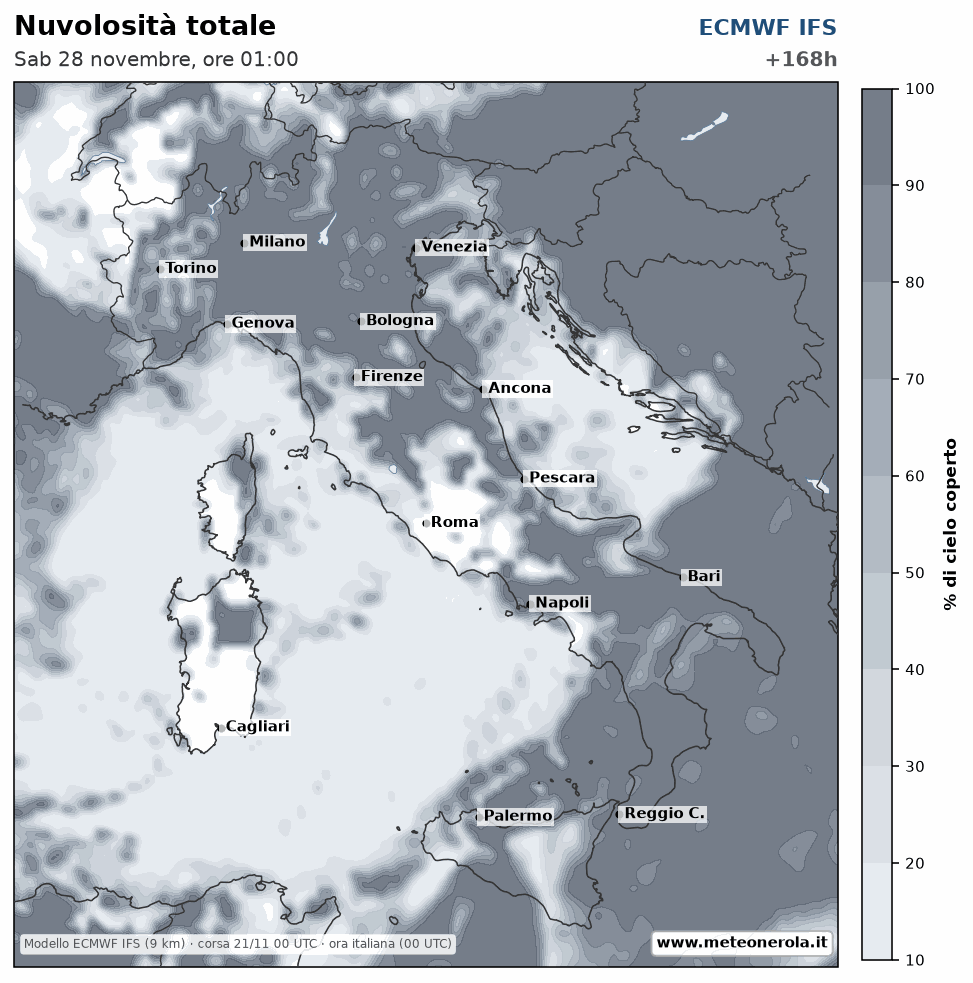 Nuvolosità totale
ECMWF IFS
Sab 28 novembre, ore 01:00
+168h
Milano
Venezia
Torino
Genova
Bologna
Firenze
Ancona
Pescara
Roma
Bari
Napoli
Cagliari
Palermo
Reggio C.
100
90
80
70
60
50
40
30
20
10
% di cielo coperto
Modello ECMWF IFS (9 km) · corsa 21/11 00 UTC · ora italiana (00 UTC)
www.meteonerola.it